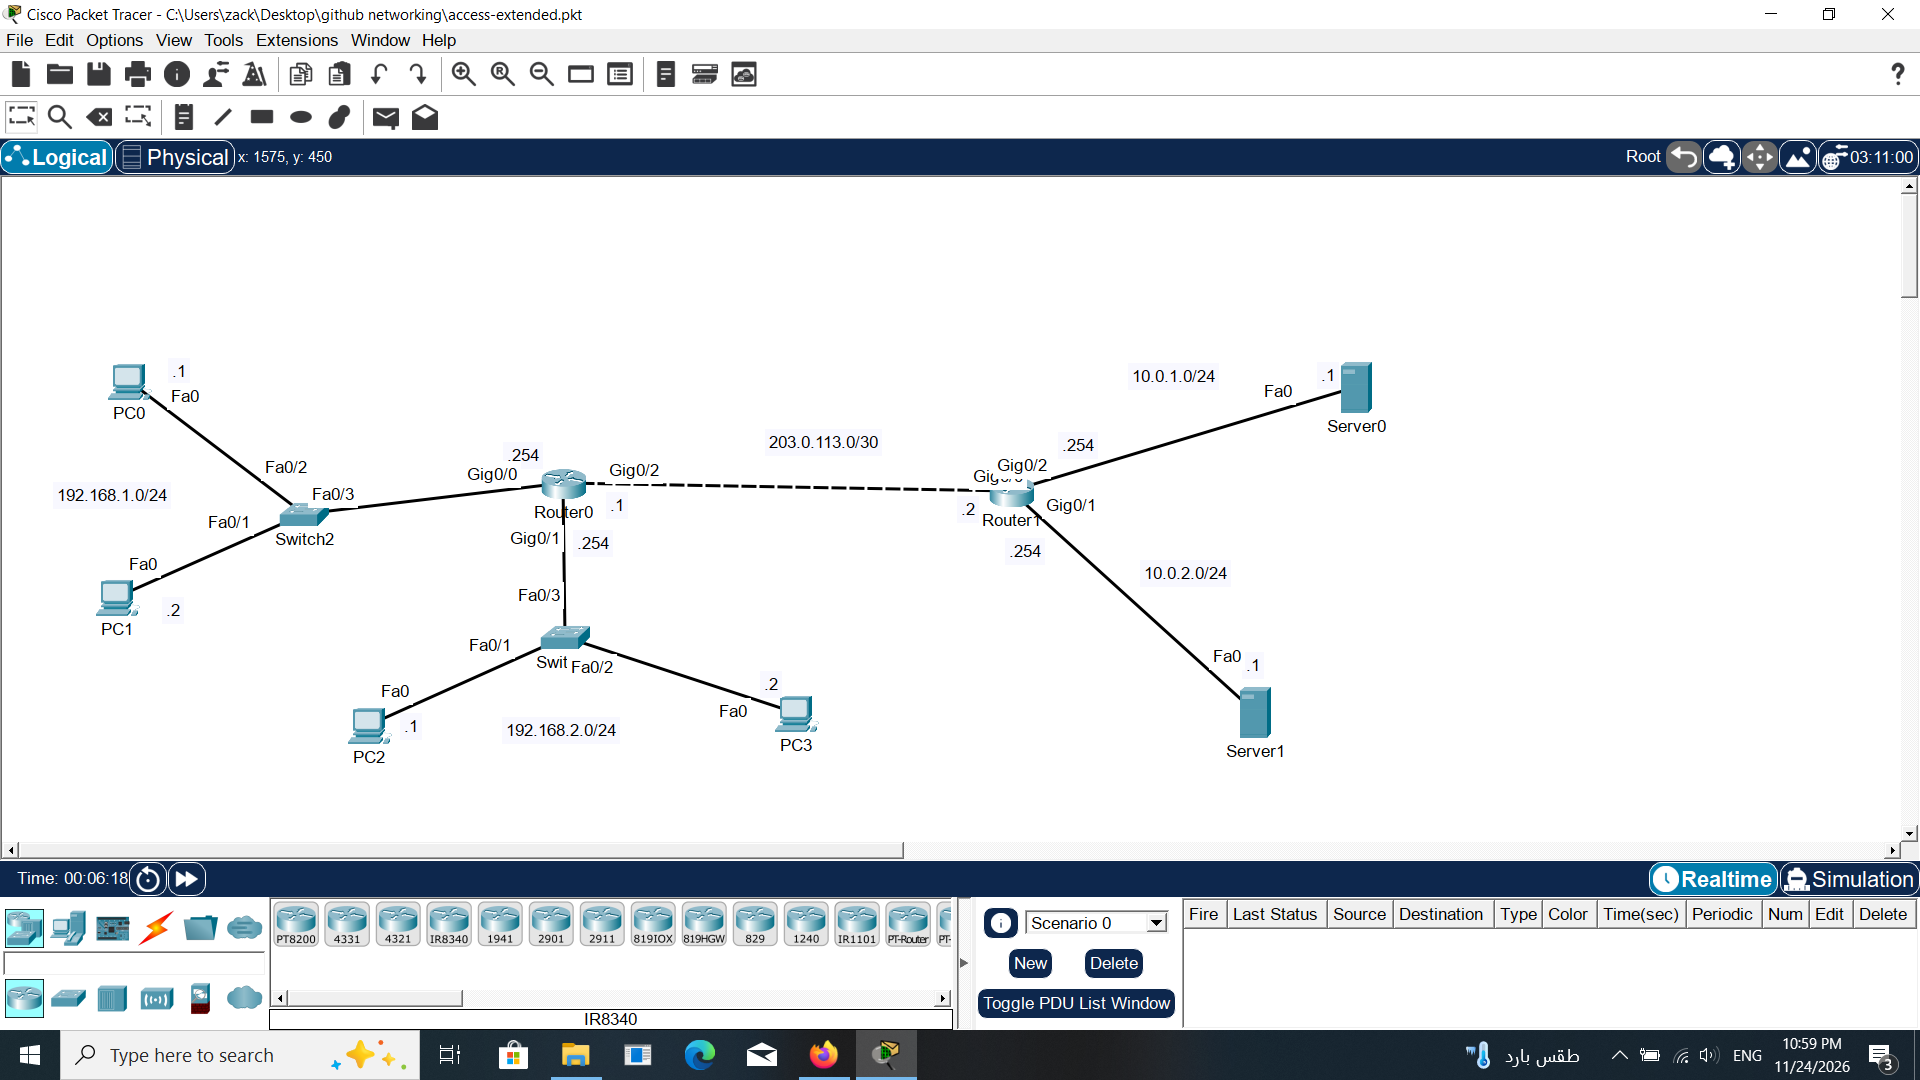 Cisco Packet Tracer - C:\Users\zack\Desktop\github networking\access-extended.pkt
File Edit Options View Tools Extensions Window Help
Logical Physical x: 1575, y: 450 Root 03:11:00
.1
Fa0
PC0
Fa0/2
192.168.1.0/24
Fa0/3
Fa0/1
Switch2
Fa0
.2
PC1
.254
Gig0/0
Gig0/2
Router0
.1
Gig0/1
.254
203.0.113.0/30
Fa0/3
Fa0/1
Fa0/2
Fa0
.1
PC2
192.168.2.0/24
.2
Fa0
PC3
10.0.1.0/24
.1
Fa0
Server0
.254
Gig0/2
.2
Router1
Gig0/1
.254
10.0.2.0/24
Fa0
.1
Server1
Time: 00:06:18 Realtime Simulation
PT8200 4331 4321 IR8340 1941 2901 2911 819IOX 819HGW 829 1240 IR1101 PT-Router PT-
IR8340
Scenario 0
New Delete
Toggle PDU List Window
Fire Last Status Source Destination Type Color Time(sec) Periodic Num Edit Delete
Type here to search
طقس بارد
ENG
10:59 PM
11/24/2026
3